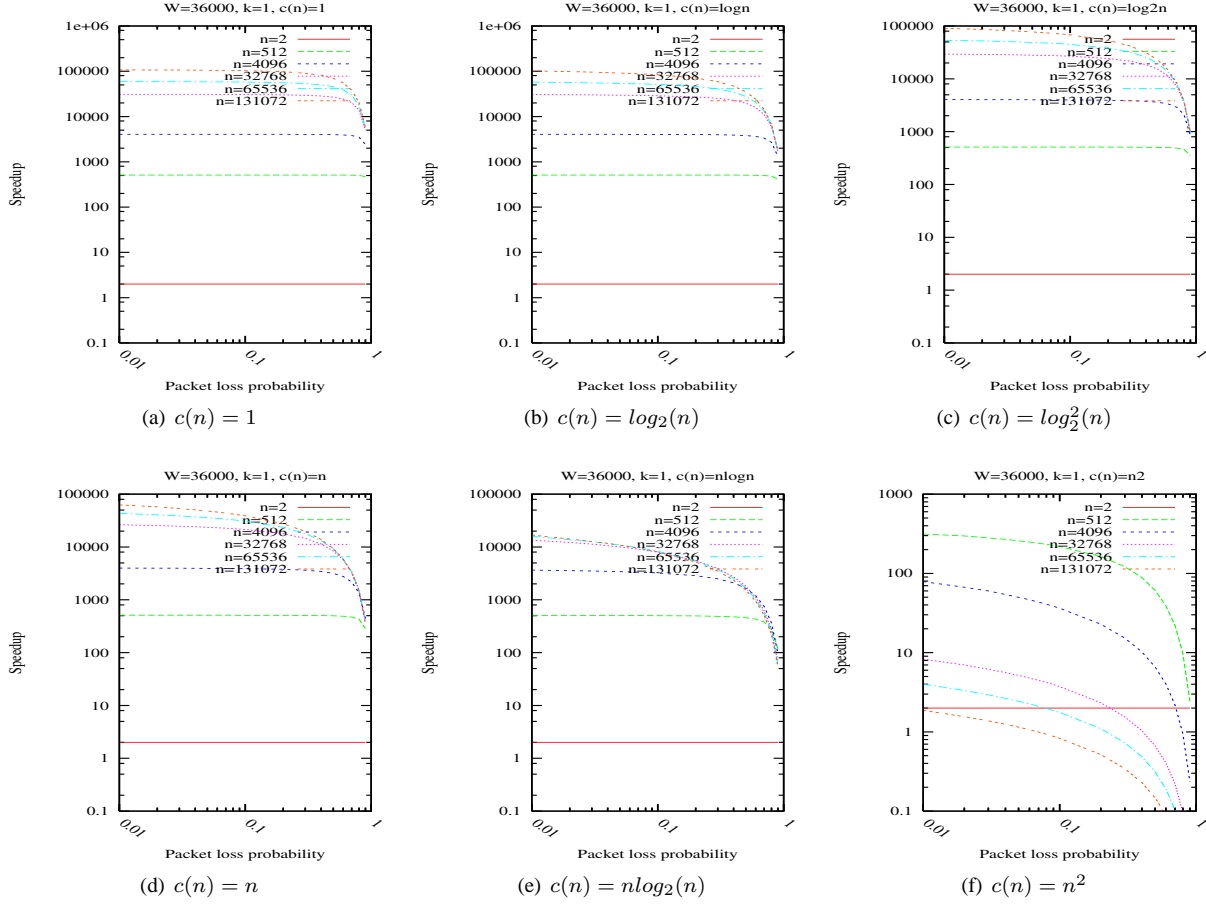 W=36000, k=1, c(n)=1
1e+06
100000
10000
1000
100
10
1
0.1
Speedup
n=2
n=512
n=4096
n=32768
n=65536
n=131072
0.01
0.1
1
Packet loss probability
(a) c(n) = 1
W=36000, k=1, c(n)=logn
1e+06
100000
10000
1000
100
10
1
0.1
Speedup
n=2
n=512
n=4096
n=32768
n=65536
n=131072
0.01
0.1
1
Packet loss probability
(b) c(n) = log₂(n)
W=36000, k=1, c(n)=log2n
100000
10000
1000
100
10
1
0.1
Speedup
n=2
n=512
n=4096
n=32768
n=65536
n=131072
0.01
0.1
1
Packet loss probability
(c) c(n) = log₂²(n)
W=36000, k=1, c(n)=n
100000
10000
1000
100
10
1
0.1
Speedup
n=2
n=512
n=4096
n=32768
n=65536
n=131072
0.01
0.1
1
Packet loss probability
(d) c(n) = n
W=36000, k=1, c(n)=nlogn
100000
10000
1000
100
10
1
0.1
Speedup
n=2
n=512
n=4096
n=32768
n=65536
n=131072
0.01
0.1
1
Packet loss probability
(e) c(n) = nlog₂(n)
W=36000, k=1, c(n)=n2
1000
100
10
1
0.1
Speedup
n=2
n=512
n=4096
n=32768
n=65536
n=131072
0.01
0.1
1
Packet loss probability
(f) c(n) = n²